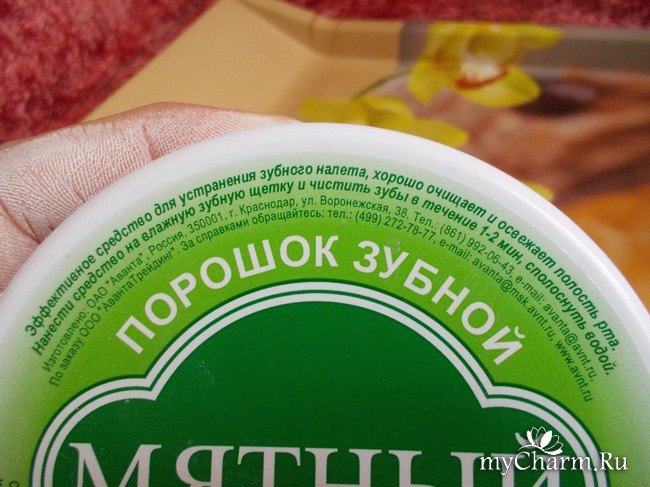 Эффективное средство для устранения зубного налета, хорошо очищает и освежает полость рта.
Нанести средство на влажную зубную щетку и чистить зубы в течение 1-2 мин, сполоснуть водой.
Изготовлено: ОАО "Аванта", Россия, 350001, г. Краснодар, ул. Воронежская, 38. Тел.: (861) 992-06-43, e-mail: avanta@avnt.ru
По заказу ООО "АвантаТрейдинг". За справками обращайтесь: тел.: (499) 272-78-77, e-mail: avanta@msk.avnt.ru, www.avnt.ru
ПОРОШОК ЗУБНОЙ
МЯТНЫЙ
myCharm.Ru